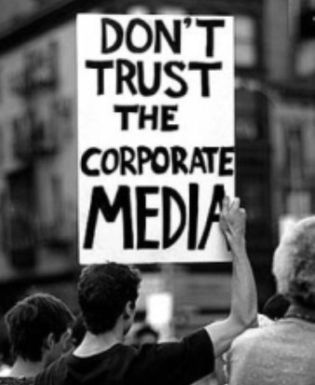 DON'T
TRUST
THE
CORPORATE
MEDIA